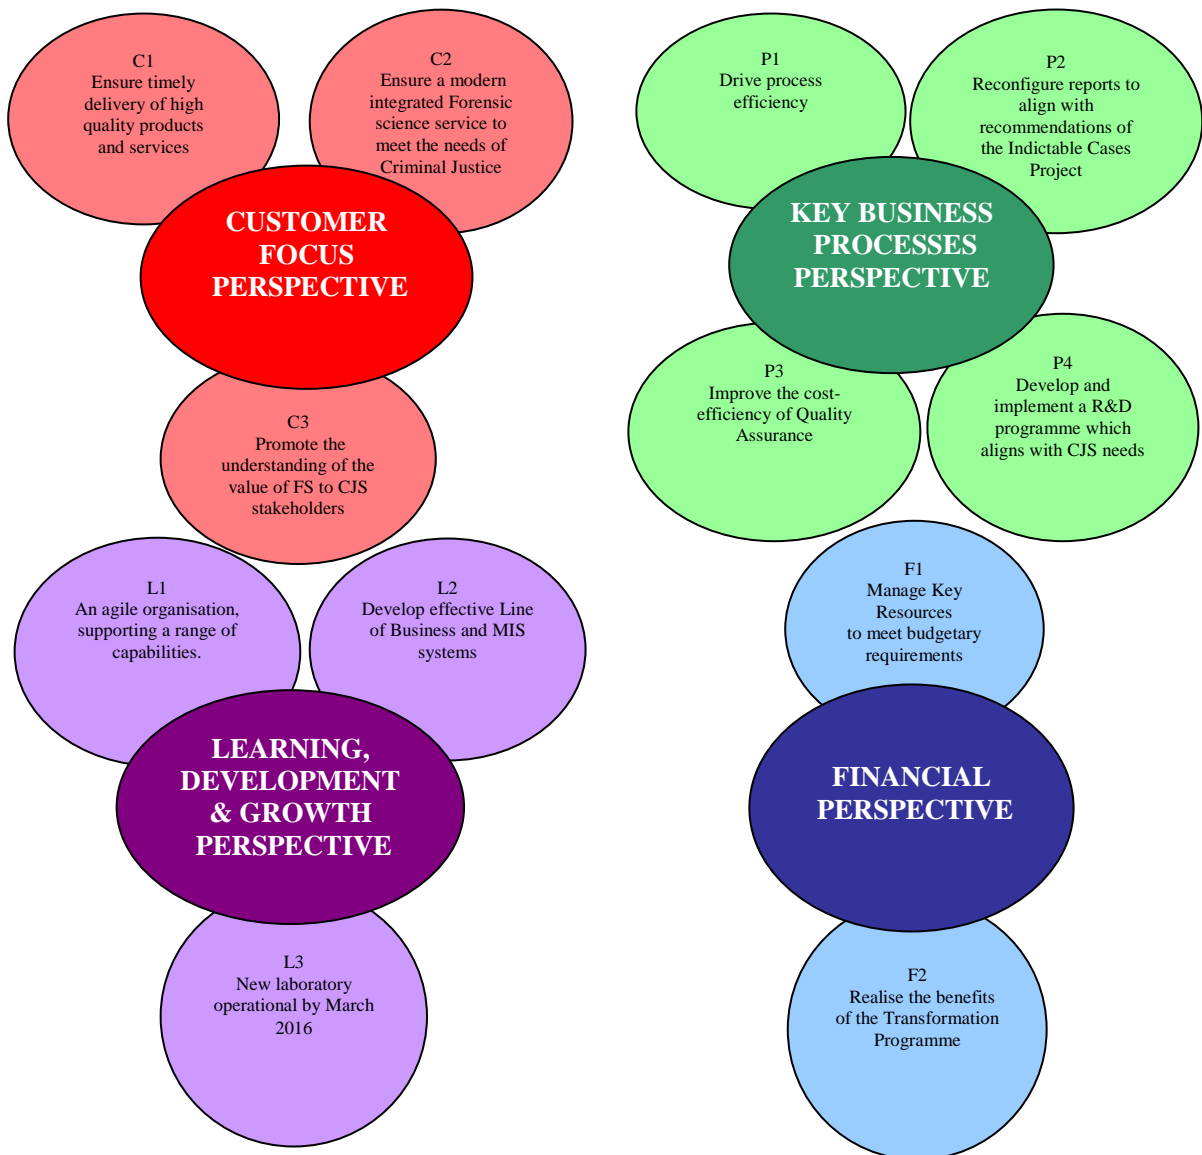 C1
Ensure timely
delivery of high
quality products
and services
C2
Ensure a modern
integrated Forensic
science service to
meet the needs of
Criminal Justice
CUSTOMER
FOCUS
PERSPECTIVE
C3
Promote the
understanding of the
value of FS to CJS
stakeholders
P1
Drive process
efficiency
P2
Reconfigure reports to
align with
recommendations of
the Indictable Cases
Project
KEY BUSINESS
PROCESSES
PERSPECTIVE
P3
Improve the cost-
efficiency of Quality
Assurance
P4
Develop and
implement a R&D
programme which
aligns with CJS needs
L1
An agile organisation,
supporting a range of
capabilities.
L2
Develop effective Line
of Business and MIS
systems
LEARNING,
DEVELOPMENT
& GROWTH
PERSPECTIVE
L3
New laboratory
operational by March
2016
F1
Manage Key
Resources
to meet budgetary
requirements
FINANCIAL
PERSPECTIVE
F2
Realise the benefits
of the Transformation
Programme